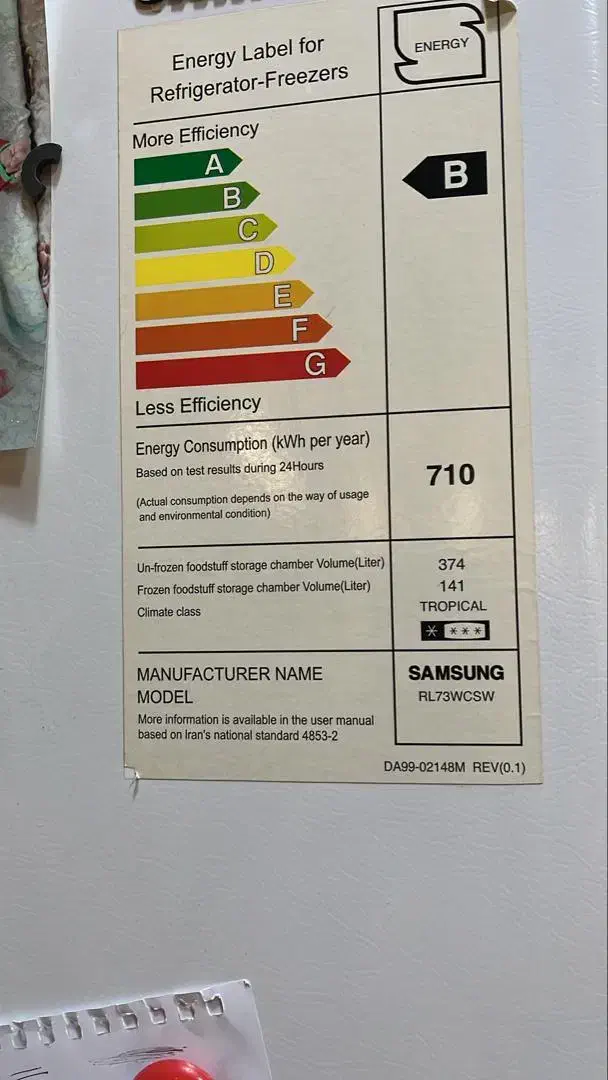 Energy Label for
Refrigerator-Freezers
ENERGY
More Efficiency
A
B
C
D
E
F
G
B
Less Efficiency
Energy Consumption (kWh per year)
Based on test results during 24Hours
(Actual consumption depends on the way of usage
and environmental condition)
710
Un-frozen foodstuff storage chamber Volume(Liter) 374
Frozen foodstuff storage chamber Volume(Liter) 141
Climate class TROPICAL
MANUFACTURER NAME SAMSUNG
MODEL RL73WCSW
More information is available in the user manual
based on Iran's national standard 4853-2
DA99-02148M REV(0.1)